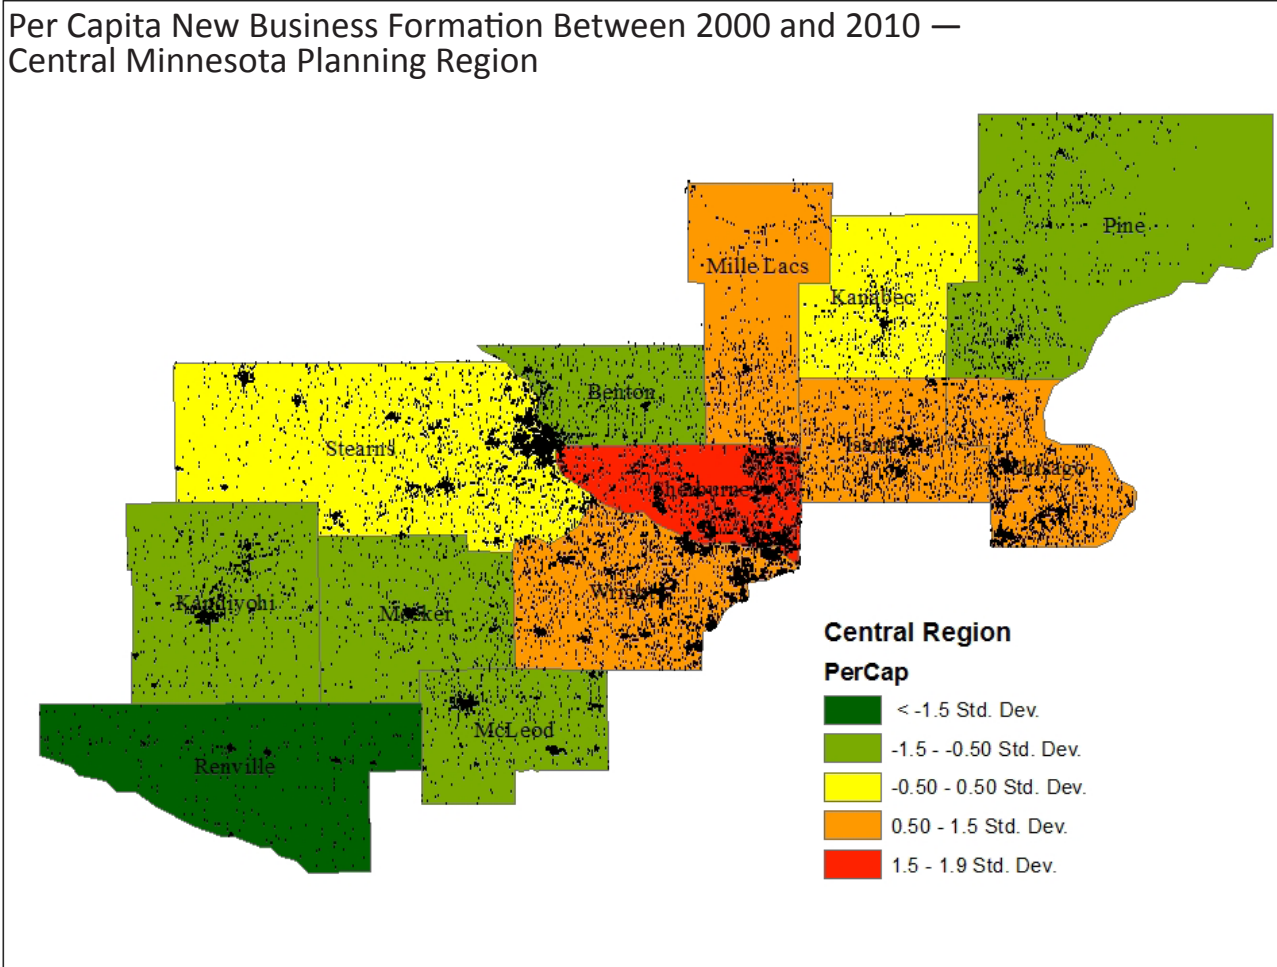 Per Capita New Business Formation Between 2000 and 2010 —
Central Minnesota Planning Region
Pine
Mille Lacs
Kanabec
Benton
Stearns
Isanti
Chisago
Sherburne
Kandiyohi
Meeker
Wright
McLeod
Renville
Central Region
PerCap
< -1.5 Std. Dev.
-1.5 - -0.50 Std. Dev.
-0.50 - 0.50 Std. Dev.
0.50 - 1.5 Std. Dev.
1.5 - 1.9 Std. Dev.